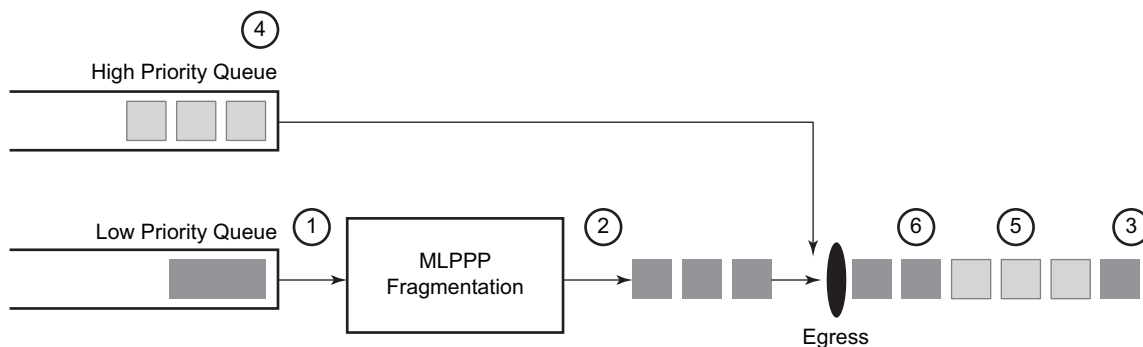 4
High Priority Queue
Low Priority Queue
1
MLPPP
Fragmentation
2
6
5
3
Egress